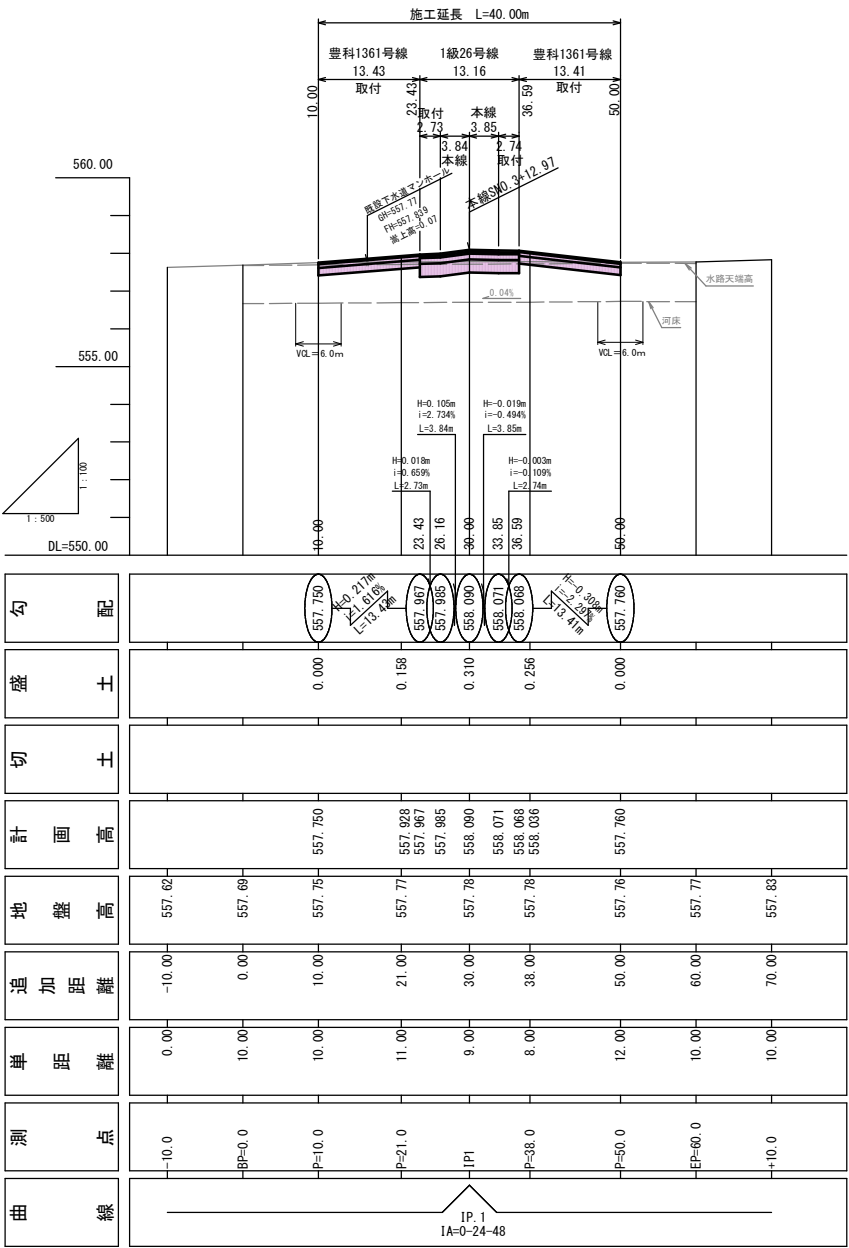 施工延長 L=40.00m
豊科1361号線 1級26号線 豊科1361号線
13.43 13.16 13.41
取付 取付
10.00 23.43 36.59 50.00
取付 本線
2.73 3.85
3.84 2.74
本線 取付
560.00
既設下水道マンホール
GH=557.77
FH=557.839
嵩上高=0.07
本線SNO.3+12.97
水路天端高
0.04%
河床
VCL=6.0m VCL=6.0m
555.00
H=0.105m H=-0.019m
i=2.734% i=-0.494%
L=3.84m L=3.85m
H=0.018m H=-0.003m
i=0.659% i=-0.109%
L=2.73m L=2.74m
1:100
1:500
10.00 23.43 26.16 30.00 33.85 36.59 50.00
DL=550.00
勾配
557.750 557.967 557.985 558.090 558.071 558.068 557.760
H=0.217m
i=1.616%
L=13.43m
H=-0.308m
i=-2.297%
L=13.41m
盛土
0.000 0.158 0.310 0.256 0.000
切土
計画高
557.750 557.928 557.967 557.985 558.090 558.071 558.068 558.036 557.760
地盤高
557.62 557.69 557.75 557.77 557.78 557.78 557.76 557.77 557.83
追加距離
-10.00 0.00 10.00 21.00 30.00 38.00 50.00 60.00 70.00
単距離
0.00 10.00 10.00 11.00 9.00 8.00 12.00 10.00 10.00
測点
-10.0 BP=0.0 P=10.0 P=21.0 IP1 P=38.0 P=50.0 EP=60.0 +10.0
曲線
IP.1
IA=0-24-48